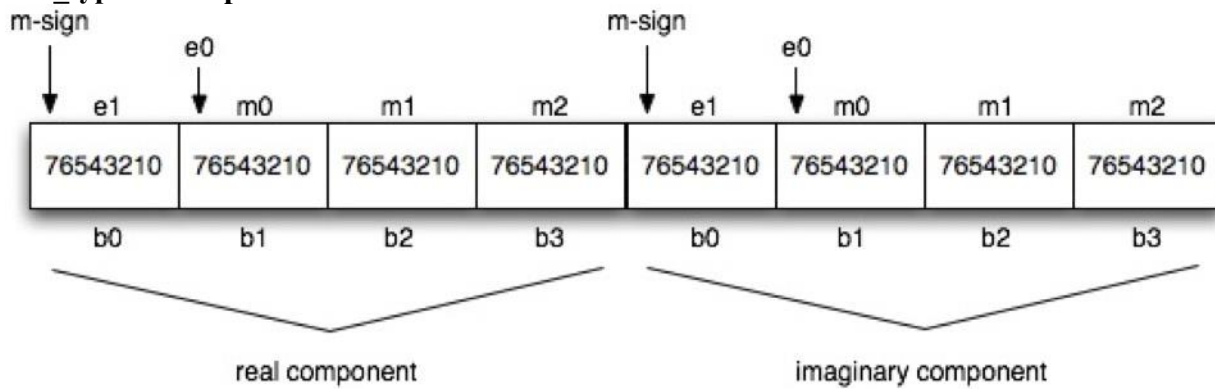 m-sign m-sign
e0 e0
e1 m0 m1 m2 e1 m0 m1 m2
76543210 76543210 76543210 76543210 76543210 76543210 76543210 76543210
b0 b1 b2 b3 b0 b1 b2 b3
real component imaginary component